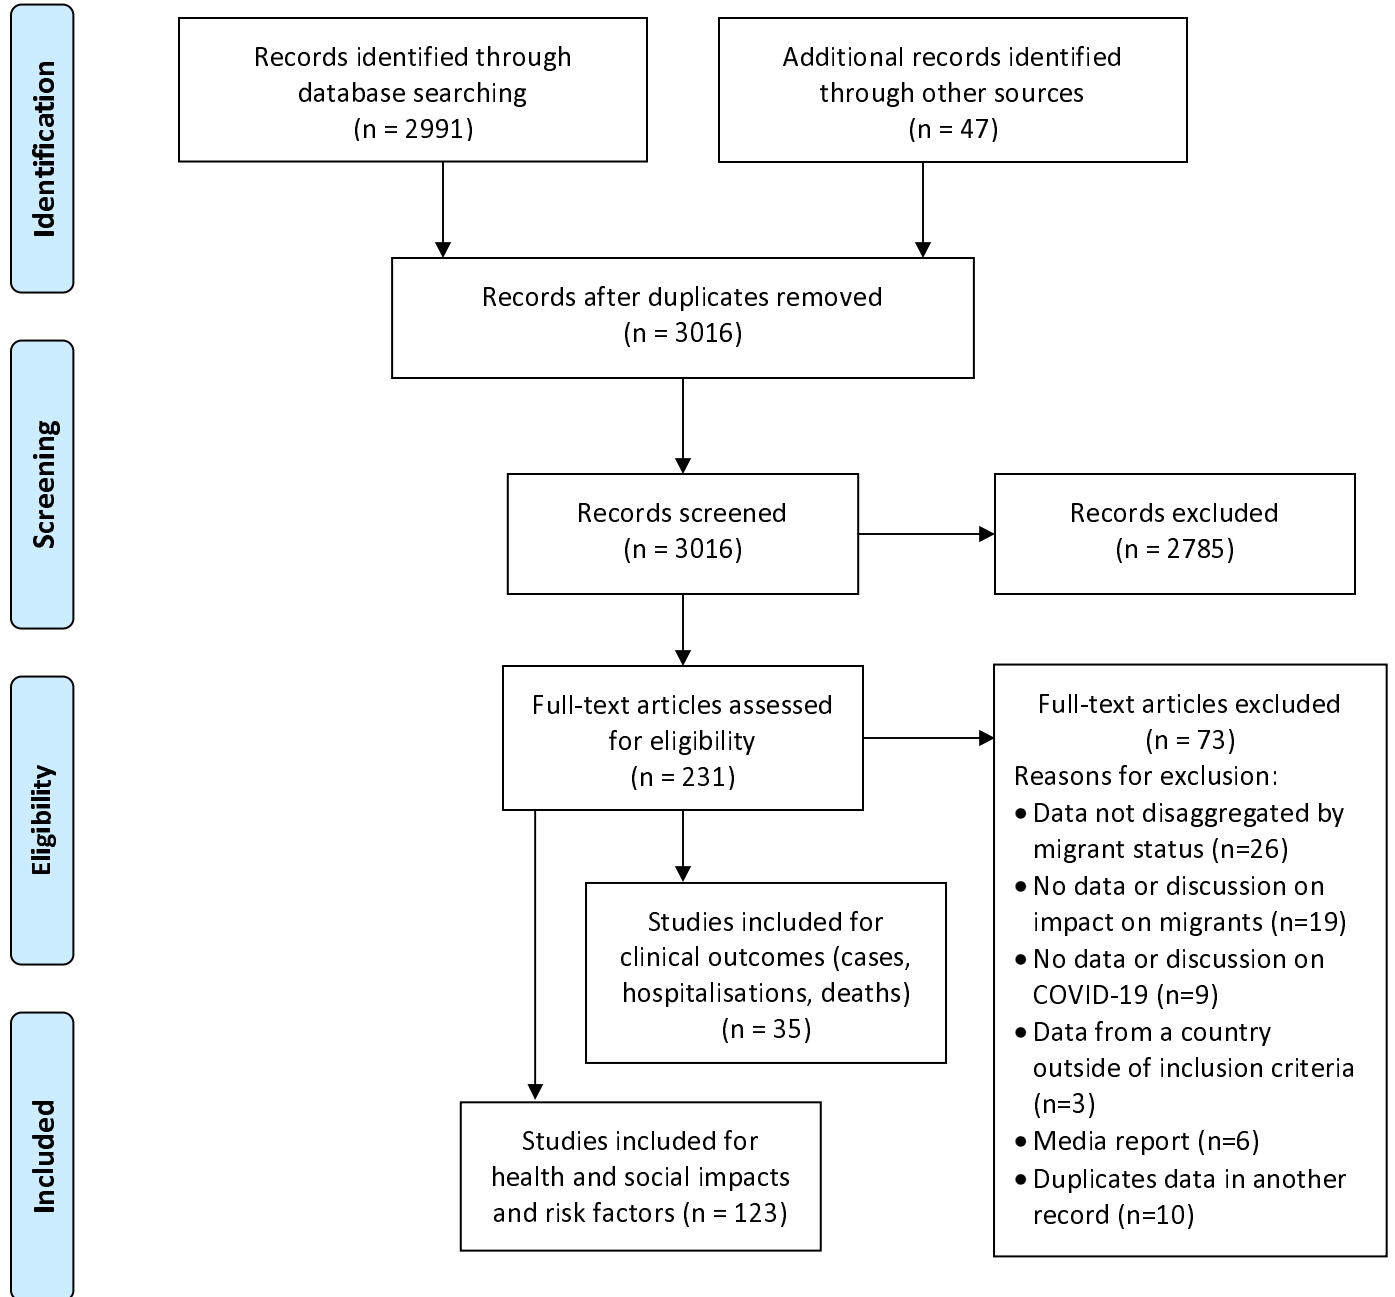 Identification
Records identified through
database searching
(n = 2991)
Additional records identified
through other sources
(n = 47)
Records after duplicates removed
(n = 3016)
Screening
Records screened
(n = 3016)
Records excluded
(n = 2785)
Eligibility
Full-text articles assessed
for eligibility
(n = 231)
Full-text articles excluded
(n = 73)
Reasons for exclusion:
• Data not disaggregated by
migrant status (n=26)
• No data or discussion on
impact on migrants (n=19)
• No data or discussion on
COVID-19 (n=9)
• Data from a country
outside of inclusion criteria
(n=3)
• Media report (n=6)
• Duplicates data in another
record (n=10)
Studies included for
clinical outcomes (cases,
hospitalisations, deaths)
(n = 35)
Included
Studies included for
health and social impacts
and risk factors (n = 123)